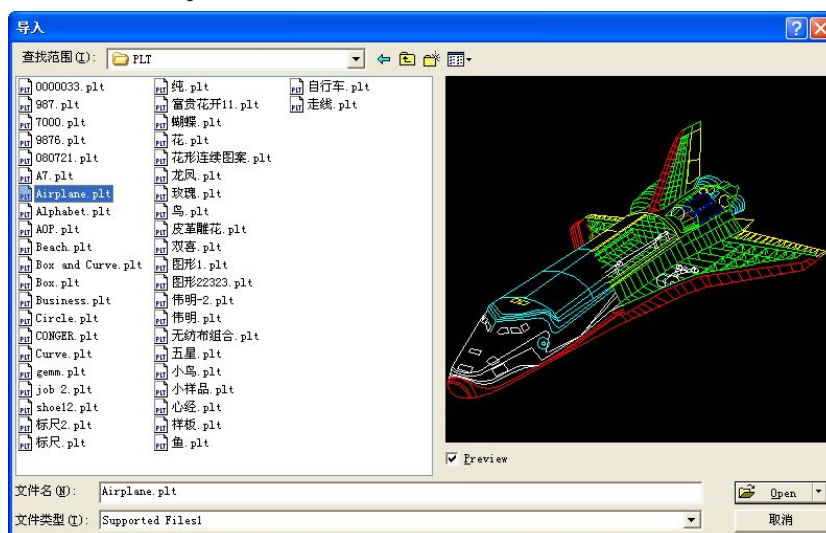 导入
查找范围(I):
PLT
0000033.plt
987.plt
7000.plt
9876.plt
080721.plt
A7.plt
Airplane.plt
Alphabet.plt
AOP.plt
Beach.plt
Box and Curve.plt
Box.plt
Business.plt
Circle.plt
CONGER.plt
Curve.plt
gemm.plt
job 2.plt
shoe12.plt
标尺2.plt
标尺.plt
纯.plt
富贵花开11.plt
蝴蝶.plt
花.plt
花形连续图案.plt
龙凤.plt
玫瑰.plt
鸟.plt
皮革雕花.plt
双喜.plt
图形1.plt
图形22323.plt
伟明-2.plt
伟明.plt
无纺布组合.plt
五星.plt
小鸟.plt
小样品.plt
心经.plt
样板.plt
鱼.plt
自行车.plt
走线.plt
Preview
文件名(N):
Airplane.plt
Open
文件类型(T):
Supported Files1
取消